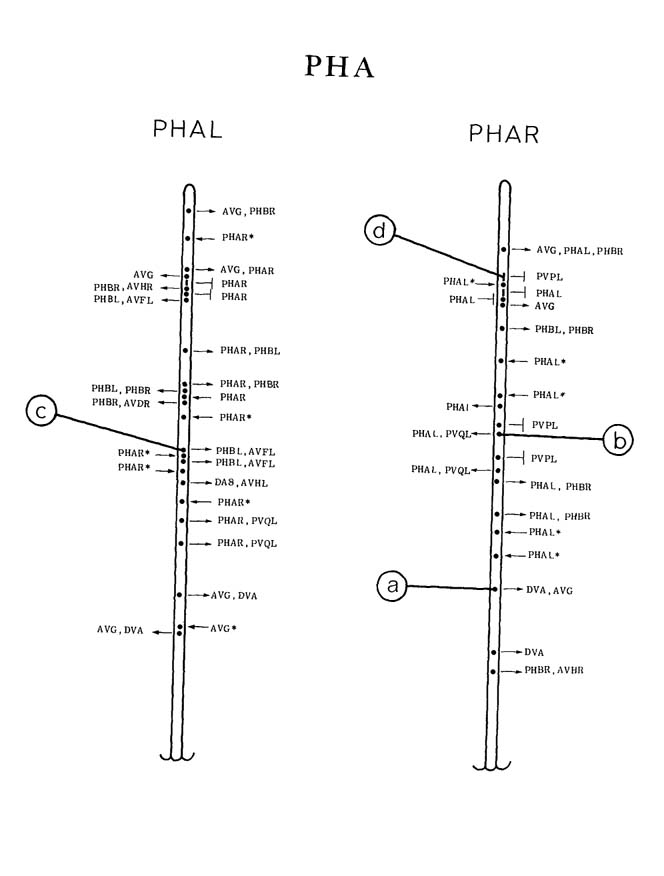 PHA
PHAL
AVG, PHBR
PHAR*
AVG, PHAR
AVG
PHAR
PHBR, AVHR
PHAR
PHBL, AVFL
PHAR, PHBL
PHAR, PHBR
PHBL, PHBR
PHAR
PHBR, AVDR
PHAR*
c
PHBL, AVFL
PHAR*
PHBL, AVFL
PHAR*
DA8, AVHL
PHAR*
PHAR, PVQL
PHAR, PVQL
AVG, DVA
AVG*
AVG, DVA
PHAR
d
AVG, PHAL, PHBR
PVPL
PHAL*
PHAL
PHAL
AVG
PHBL, PHBR
PHAL*
PHAL*
PHAL
PVPL
PHAL, PVQL
b
PVPL
PHAL, PVQL
PHAL, PHBR
PHAL, PHBR
PHAL*
PHAL*
a
DVA, AVG
DVA
PHBR, AVHR